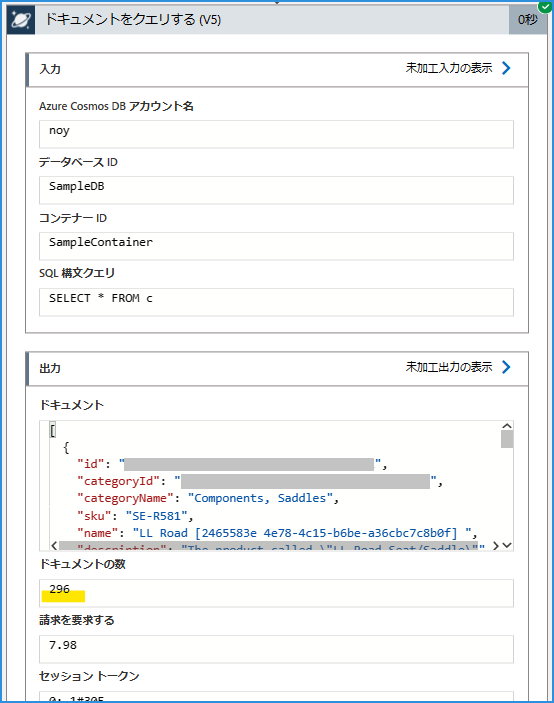 ドキュメントをクエリする (V5)
0秒
入力
未加工入力の表示
Azure Cosmos DB アカウント名
noy
データベース ID
SampleDB
コンテナー ID
SampleContainer
SQL 構文クエリ
SELECT * FROM c
出力
未加工出力の表示
ドキュメント
[
{
"id": "",
"categoryId": "",
"categoryName": "Components, Saddles",
"sku": "SE-R581",
"name": "LL Road [2465583e 4e78-4c15-b6be-a36cbc7c8b0f] ",
"description": "The product called \"LL Road Seat/Saddle\""
ドキュメントの数
296
請求を要求する
7.98
セッション トークン
0:-1#305